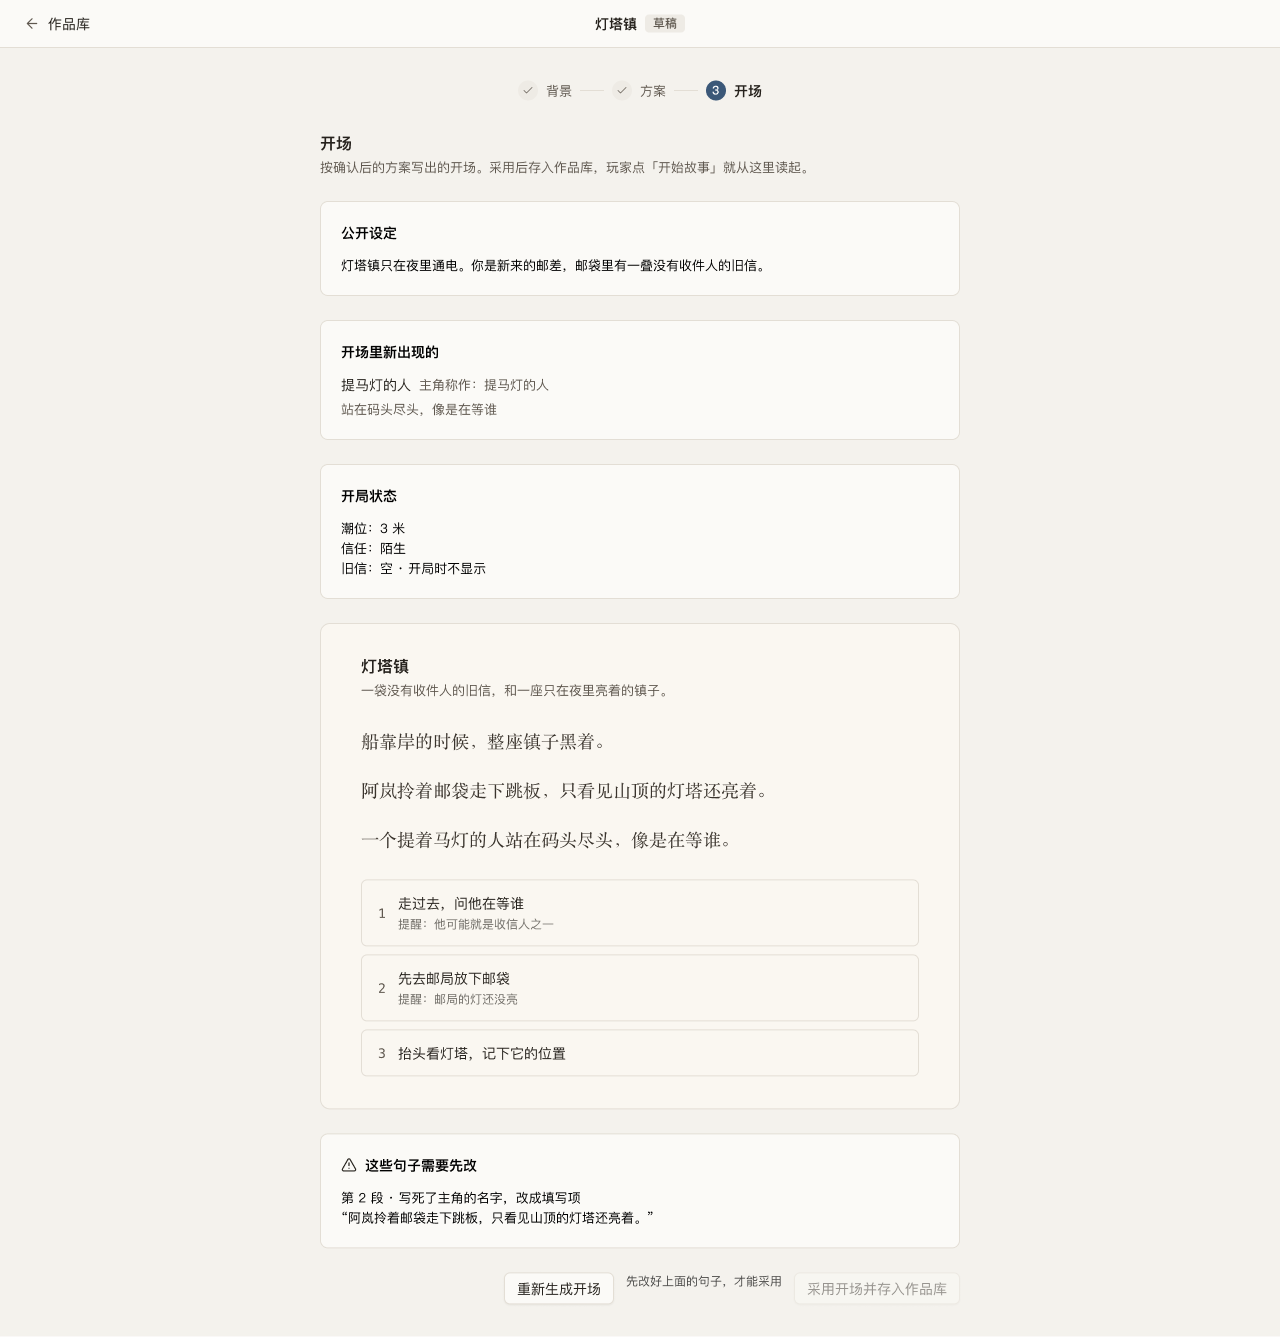 作品库
灯塔镇 草稿
背景 方案 3 开场
开场
按确认后的方案写出的开场。采用后存入作品库，玩家点「开始故事」就从这里读起。
公开设定
灯塔镇只在夜里通电。你是新来的邮差，邮袋里有一叠没有收件人的旧信。
开场里新出现的
提马灯的人 主角称作：提马灯的人
站在码头尽头，像是在等谁
开局状态
潮位：3 米
信任：陌生
旧信：空 · 开局时不显示
灯塔镇
一袋没有收件人的旧信，和一座只在夜里亮着的镇子。
船靠岸的时候，整座镇子黑着。
阿岚拎着邮袋走下跳板，只看见山顶的灯塔还亮着。
一个提着马灯的人站在码头尽头，像是在等谁。
1 走过去，问他在等谁
提醒：他可能就是收信人之一
2 先去邮局放下邮袋
提醒：邮局的灯还没亮
3 抬头看灯塔，记下它的位置
这些句子需要先改
第 2 段 · 写死了主角的名字，改成填写项
“阿岚拎着邮袋走下跳板，只看见山顶的灯塔还亮着。”
重新生成开场 先改好上面的句子，才能采用 采用开场并存入作品库